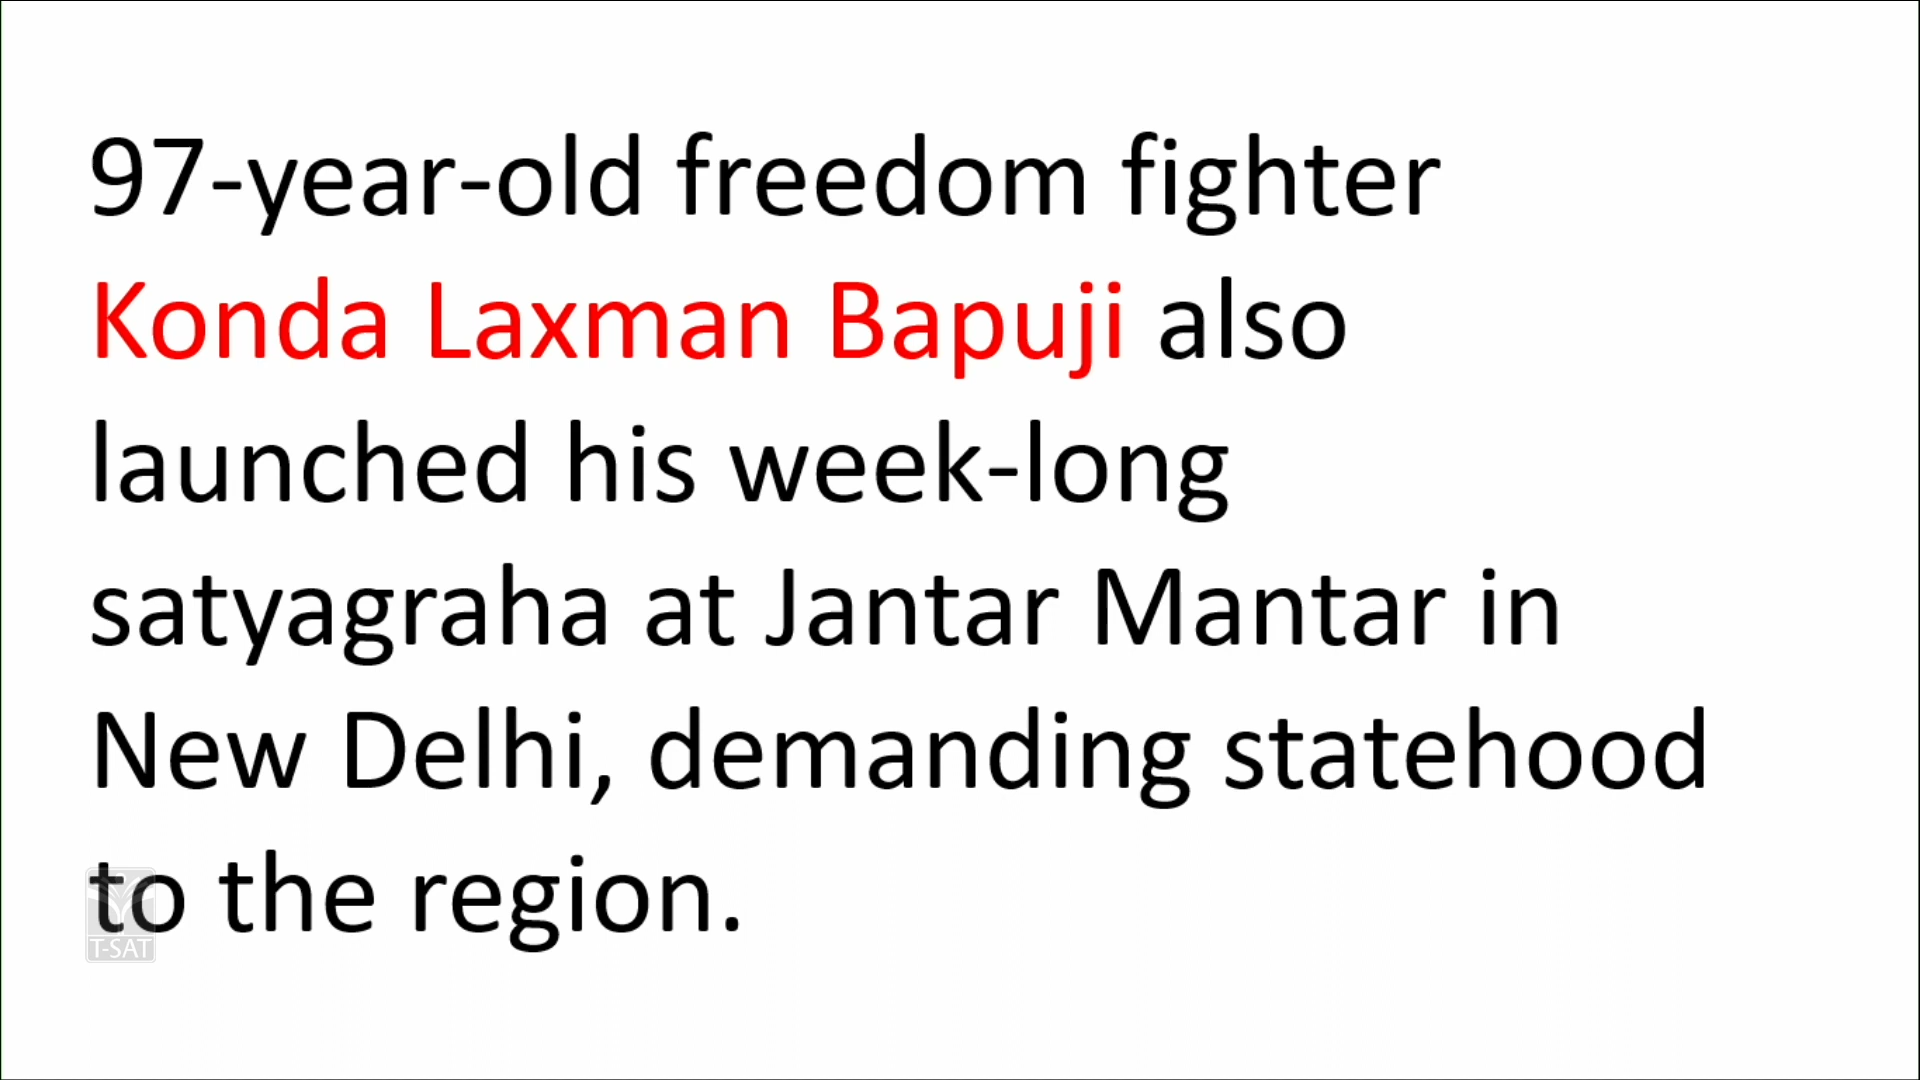 97-year-old freedom fighter
Konda Laxman Bapuji also
launched his week-long
satyagraha at Jantar Mantar in
New Delhi, demanding statehood
to the region.
T-SAT